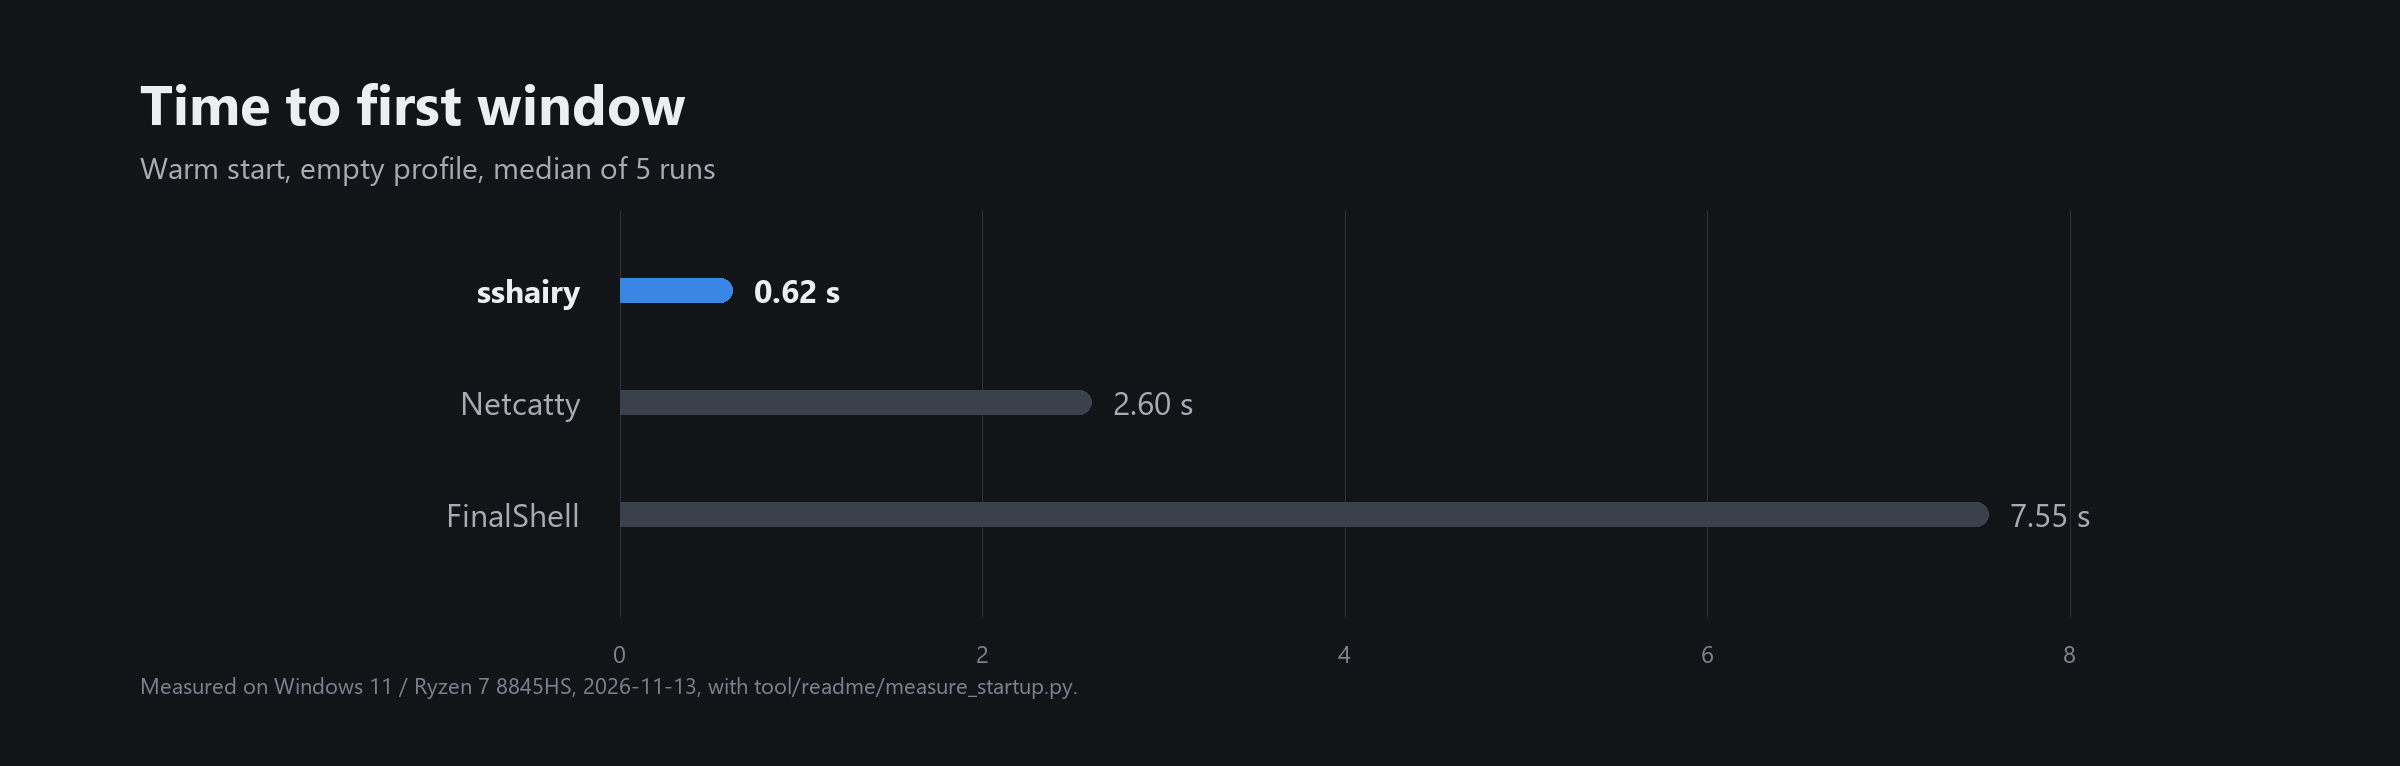 Time to first window
Warm start, empty profile, median of 5 runs
sshairy 0.62 s
Netcatty 2.60 s
FinalShell 7.55 s
0 2 4 6 8
Measured on Windows 11 / Ryzen 7 8845HS, 2026-11-13, with tool/readme/measure_startup.py.